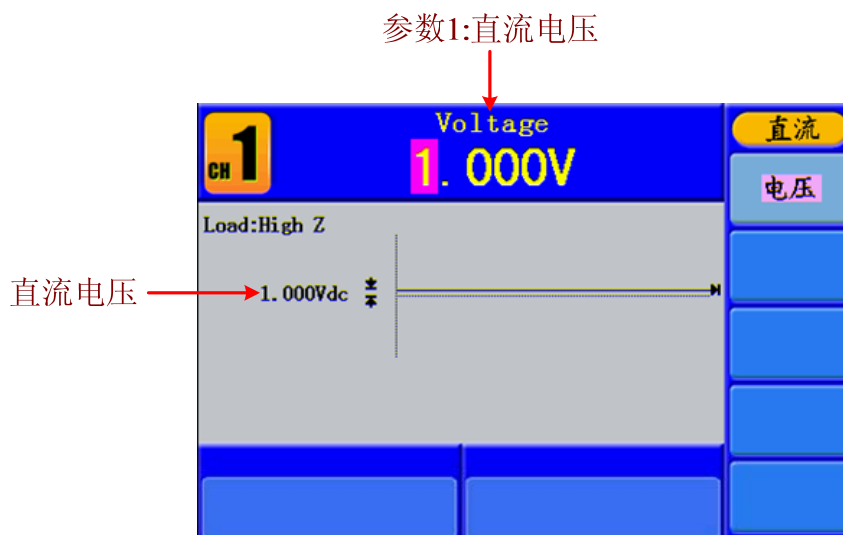 参数1:直流电压
CH 1
Voltage
1.000V
直流
电压
Load:High Z
直流电压
1.000Vdc